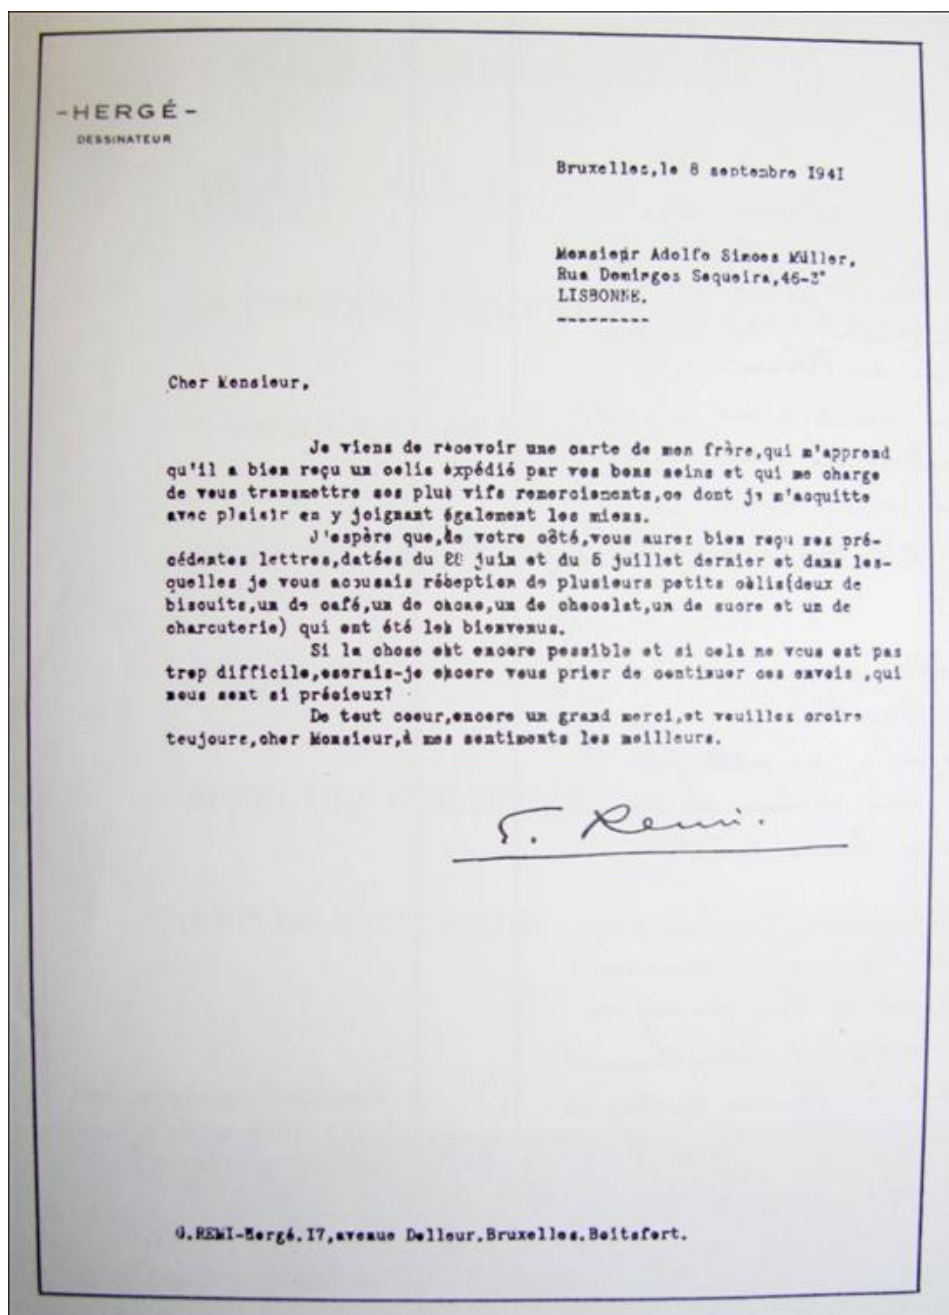 -HERGÉ-
DESSINATEUR
Bruxelles,le 8 septembre I94I
Monsieur Adolfo Simoes Müller,
Rua Domingos Sequeira,46-3°
LISBONNE.
---------
Cher Monsieur,
Je viens de recevoir une carte de mon frère,qui m'apprend
qu'il a bien reçu un colis expédié par vos bons soins et qui me charge
de vous transmettre ses plus vifs remerciements,ce dont je m'acquitte
avec plaisir en y joignant également les miens.
J'espère que,de votre côté,vous aurez bien reçu mes pré-
cédentes lettres,datées du juin et du 5 juillet dernier et dans les-
quelles je vous accusais réception de plusieurs petits colis(deux de
biscuits,un de café,un de ,un de chocolat,un de sucre et un de
charcuterie) qui ont été les bienvenus.
Si la chose est encore possible et si cela ne vous est pas
trop difficile,oserais-je encore vous prier de continuer ces envois ,qui
nous sont si précieux?
De tout coeur,encore un grand merci,et veuillez croire
toujours,cher Monsieur,à mes sentiments les meilleurs.
G. Remi.
G.REMI-Hergé.I7,avenue Delleur.Bruxelles.Boitsfort.